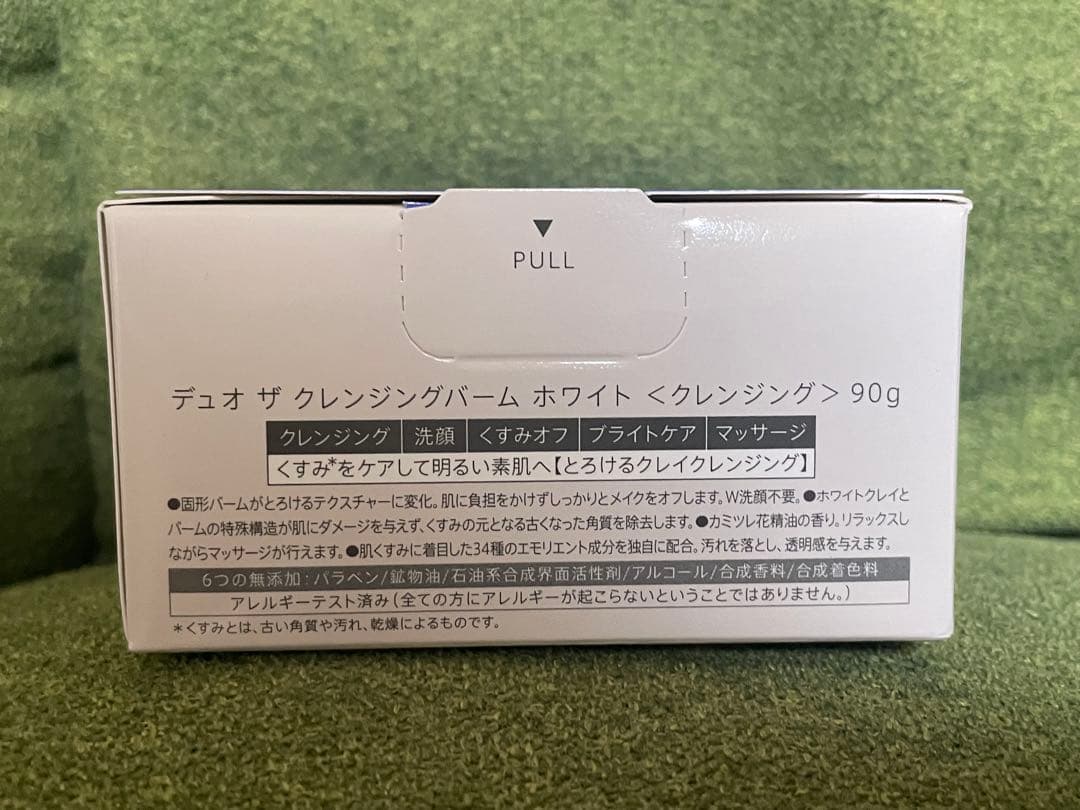 ▼
PULL
デュオ ザ クレンジングバーム ホワイト ＜クレンジング＞ 90g
クレンジング 洗顔 くすみオフ ブライトケア マッサージ
くすみ*をケアして明るい素肌へ【とろけるクレイクレンジング】
●固形バームがとろけるテクスチャーに変化。肌に負担をかけずしっかりとメイクをオフします。W洗顔不要。●ホワイトクレイと
バームの特殊構造が肌にダメージを与えず、くすみの元となる古くなった角質を除去します。●カミツレ花精油の香り。リラックスし
ながらマッサージが行えます。●肌くすみに着目した34種のエモリエント成分を独自に配合。汚れを落とし、透明感を与えます。
6つの無添加：パラベン/鉱物油/石油系合成界面活性剤/アルコール/合成香料/合成着色料
アレルギーテスト済み（全ての方にアレルギーが起こらないということではありません。）
＊くすみとは、古い角質や汚れ、乾燥によるものです。